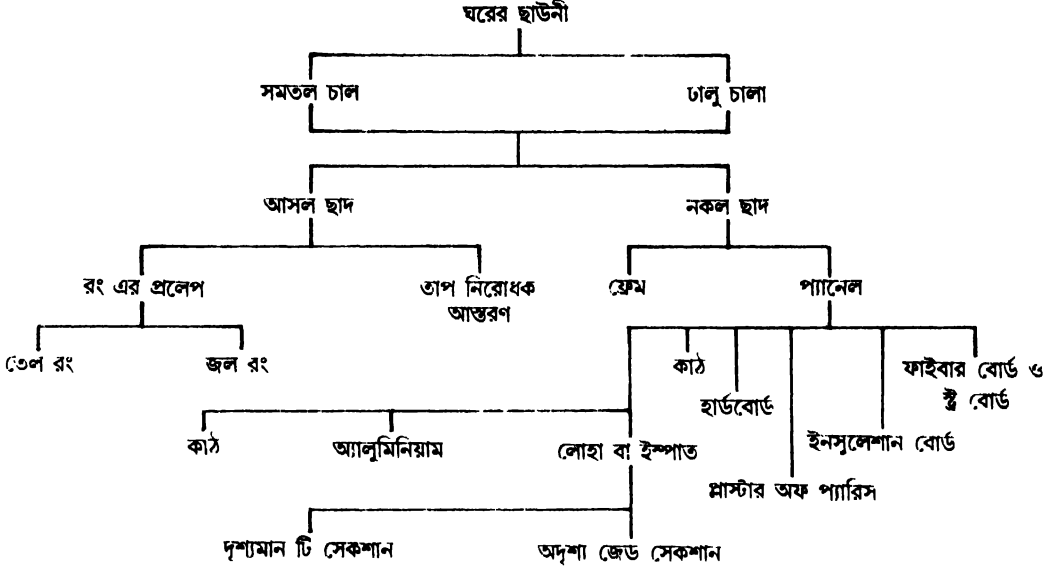 ঘরের ছাউনী
সমতল চাল
ঢালু চালা
আসল ছাদ
নকল ছাদ
রং এর প্রলেপ
তাপ নিরোধক
আস্তরণ
ফ্রেম
প্যানেল
তেল রং
জল রং
কাঠ
হার্ডবোর্ড
ফাইবার বোর্ড ও
স্ট্র বোর্ড
কাঠ
অ্যালুমিনিয়াম
লোহা বা ইস্পাত
ইনসুলেশান বোর্ড
প্লাস্টার অফ প্যারিস
দৃশ্যমান টি সেকশান
অদৃশ্য জেড সেকশান